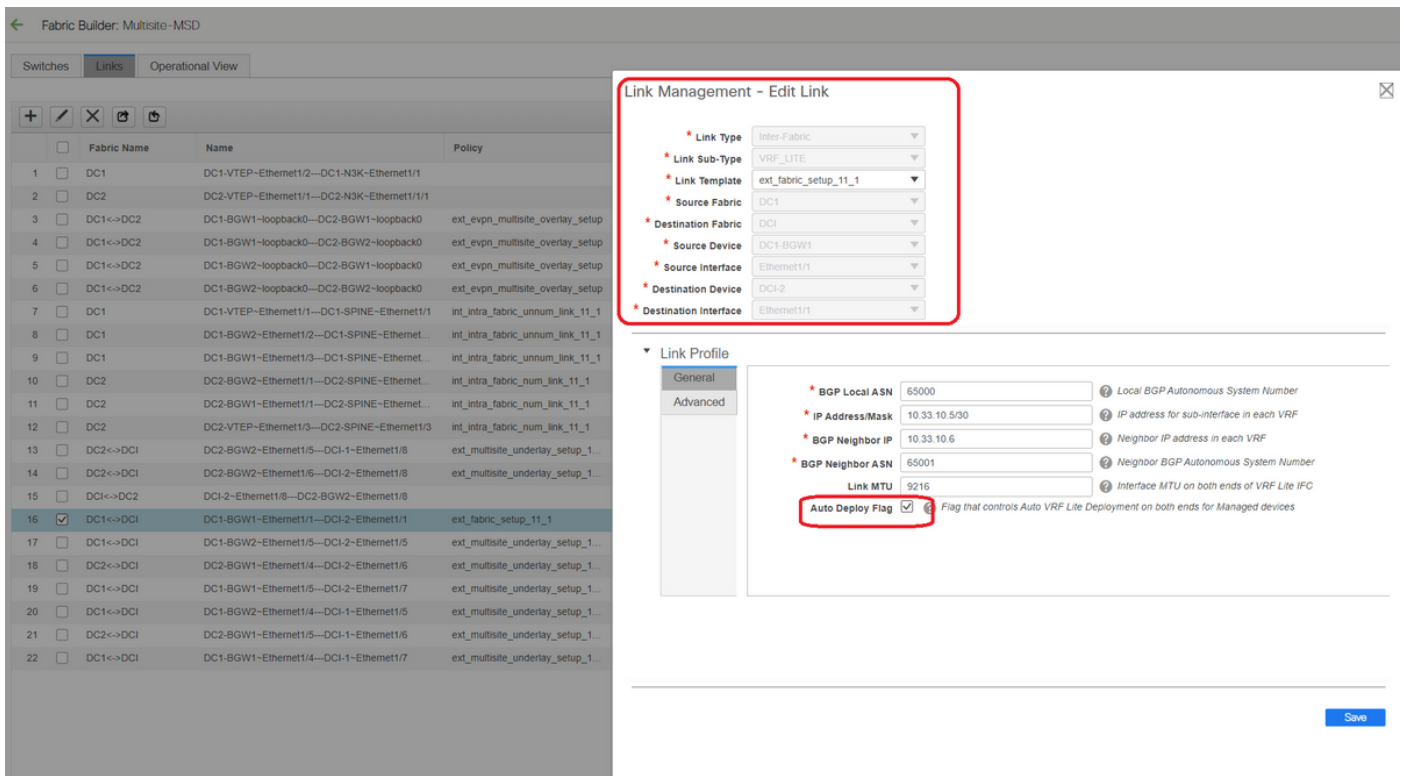 Fabric Builder: Multisite-MSD
Switches Links Operational View
Fabric Name Name Policy
1 DC1 DC1-VTEP~Ethernet1/2---DC1-N3K~Ethernet1/1
2 DC2 DC2-VTEP~Ethernet1/1---DC2-N3K~Ethernet1/1/1
3 DC1<->DC2 DC1-BGW1~loopback0---DC2-BGW1~loopback0 ext_evpn_multisite_overlay_setup
4 DC1<->DC2 DC1-BGW1~loopback0---DC2-BGW2~loopback0 ext_evpn_multisite_overlay_setup
5 DC1<->DC2 DC1-BGW2~loopback0---DC2-BGW1~loopback0 ext_evpn_multisite_overlay_setup
6 DC1<->DC2 DC1-BGW2~loopback0---DC2-BGW2~loopback0 ext_evpn_multisite_overlay_setup
7 DC1 DC1-VTEP~Ethernet1/1---DC1-SPINE~Ethernet1/1 int_intra_fabric_unnum_link_11_1
8 DC1 DC1-BGW2~Ethernet1/2---DC1-SPINE~Ethernet... int_intra_fabric_unnum_link_11_1
9 DC1 DC1-BGW1~Ethernet1/3---DC1-SPINE~Ethernet... int_intra_fabric_unnum_link_11_1
10 DC2 DC2-BGW2~Ethernet1/1---DC2-SPINE~Ethernet... int_intra_fabric_num_link_11_1
11 DC2 DC2-BGW1~Ethernet1/1---DC2-SPINE~Ethernet... int_intra_fabric_num_link_11_1
12 DC2 DC2-VTEP~Ethernet1/3---DC2-SPINE~Ethernet1/3 int_intra_fabric_num_link_11_1
13 DC2<->DCI DC2-BGW2~Ethernet1/5---DCI-1~Ethernet1/8 ext_multisite_underlay_setup_1...
14 DC2<->DCI DC2-BGW2~Ethernet1/6---DCI-2~Ethernet1/8 ext_multisite_underlay_setup_1...
15 DCI<->DC2 DCI-2~Ethernet1/8---DC2-BGW2~Ethernet1/8
16 DC1<->DCI DC1-BGW1~Ethernet1/1---DCI-2~Ethernet1/1 ext_fabric_setup_11_1
17 DC1<->DCI DC1-BGW2~Ethernet1/5---DCI-2~Ethernet1/5 ext_multisite_underlay_setup_1...
18 DC2<->DCI DC2-BGW1~Ethernet1/4---DCI-2~Ethernet1/6 ext_multisite_underlay_setup_1...
19 DC1<->DCI DC1-BGW1~Ethernet1/5---DCI-2~Ethernet1/7 ext_multisite_underlay_setup_1...
20 DC1<->DCI DC1-BGW2~Ethernet1/4---DCI-1~Ethernet1/5 ext_multisite_underlay_setup_1...
21 DC2<->DCI DC2-BGW1~Ethernet1/5---DCI-1~Ethernet1/6 ext_multisite_underlay_setup_1...
22 DC1<->DCI DC1-BGW1~Ethernet1/4---DCI-1~Ethernet1/7 ext_multisite_underlay_setup_1...
Link Management - Edit Link
* Link Type Inter-Fabric
* Link Sub-Type VRF_LITE
* Link Template ext_fabric_setup_11_1
* Source Fabric DC1
* Destination Fabric DCI
* Source Device DC1-BGW1
* Source Interface Ethernet1/1
* Destination Device DCI-2
* Destination Interface Ethernet1/1
Link Profile
General
Advanced
* BGP Local ASN 65000 Local BGP Autonomous System Number
* IP Address/Mask 10.33.10.5/30 IP address for sub-interface in each VRF
* BGP Neighbor IP 10.33.10.6 Neighbor IP address in each VRF
* BGP Neighbor ASN 65001 Neighbor BGP Autonomous System Number
Link MTU 9216 Interface MTU on both ends of VRF Lite IFC
Auto Deploy Flag Flag that controls Auto VRF Lite Deployment on both ends for Managed devices
Save